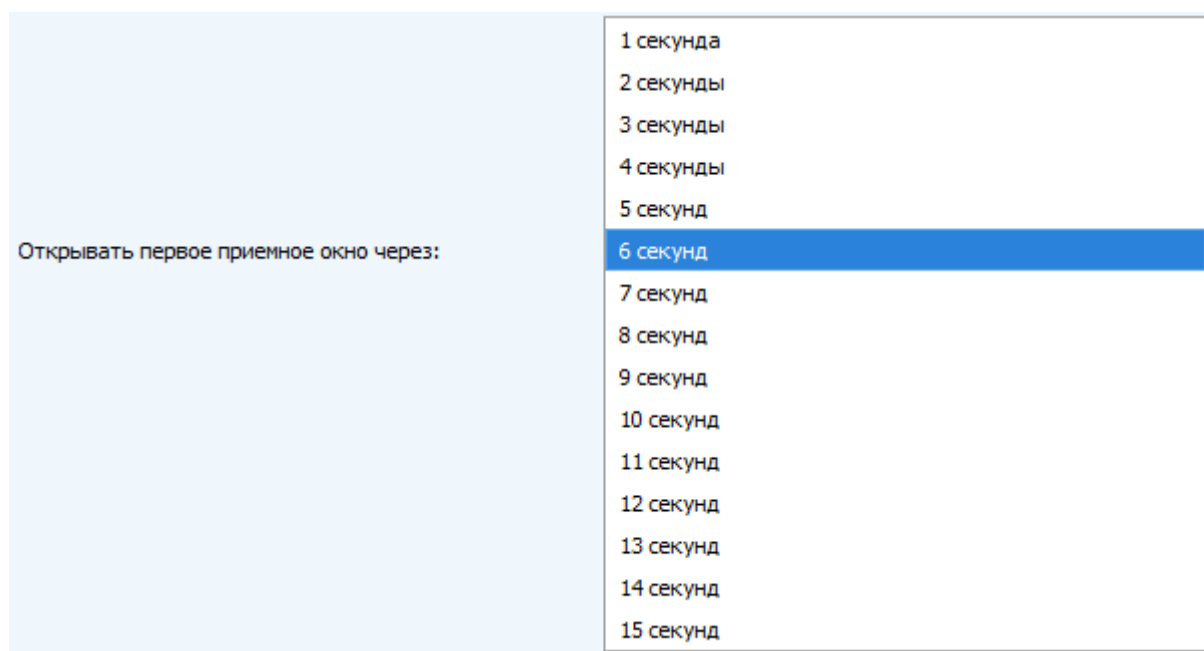 1 секунда
2 секунды
3 секунды
4 секунды
5 секунд
Открывать первое приемное окно через:
6 секунд
7 секунд
8 секунд
9 секунд
10 секунд
11 секунд
12 секунд
13 секунд
14 секунд
15 секунд